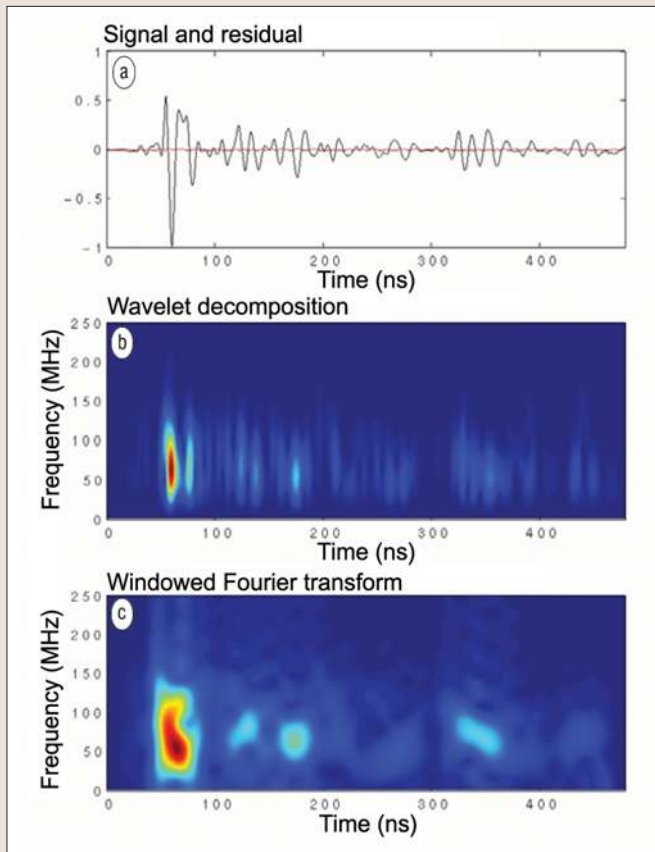 Signal and residual
a
1
0.5
0
−0.5
−1
100 200 300 400
Time (ns)
Wavelet decomposition
b
250
200
150
100
50
0
0 100 200 300 400
Frequency (MHz)
Time (ns)
Windowed Fourier transform
c
250
200
150
100
50
0
0 100 200 300 400
Frequency (MHz)
Time (ns)